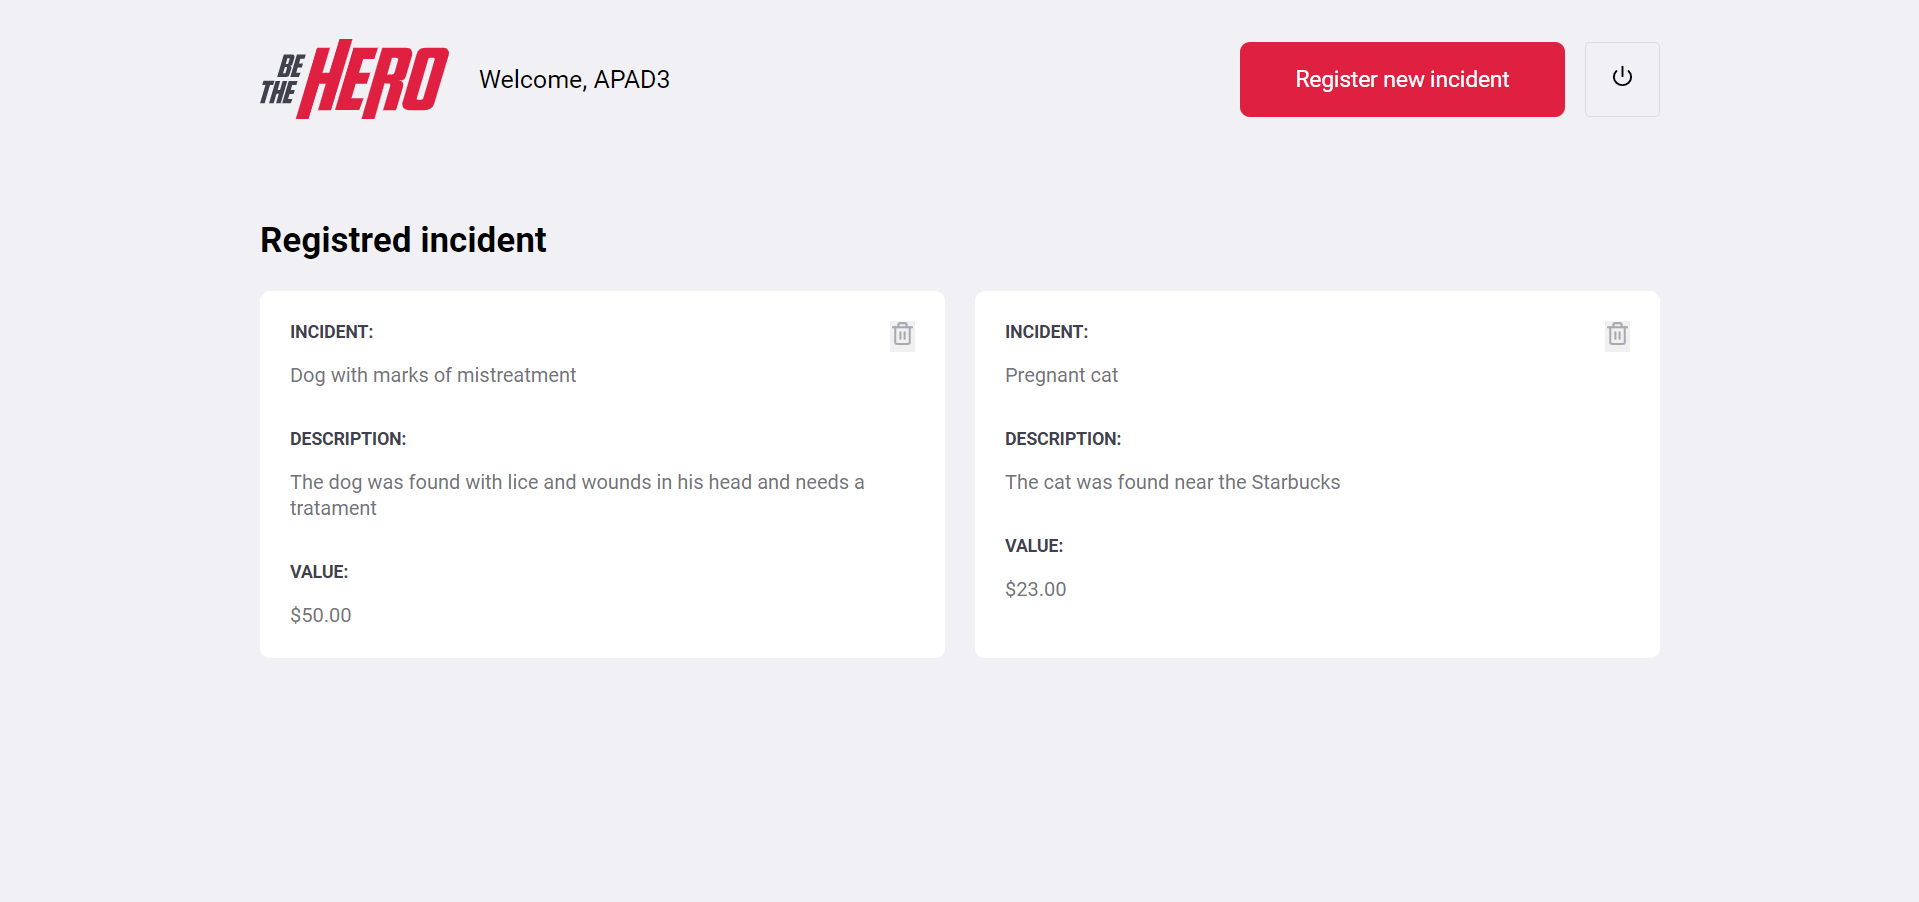 BE THE HERO
Welcome, APAD3
Register new incident
Registred incident
INCIDENT:
Dog with marks of mistreatment
DESCRIPTION:
The dog was found with lice and wounds in his head and needs a
tratament
VALUE:
$50.00
INCIDENT:
Pregnant cat
DESCRIPTION:
The cat was found near the Starbucks
VALUE:
$23.00